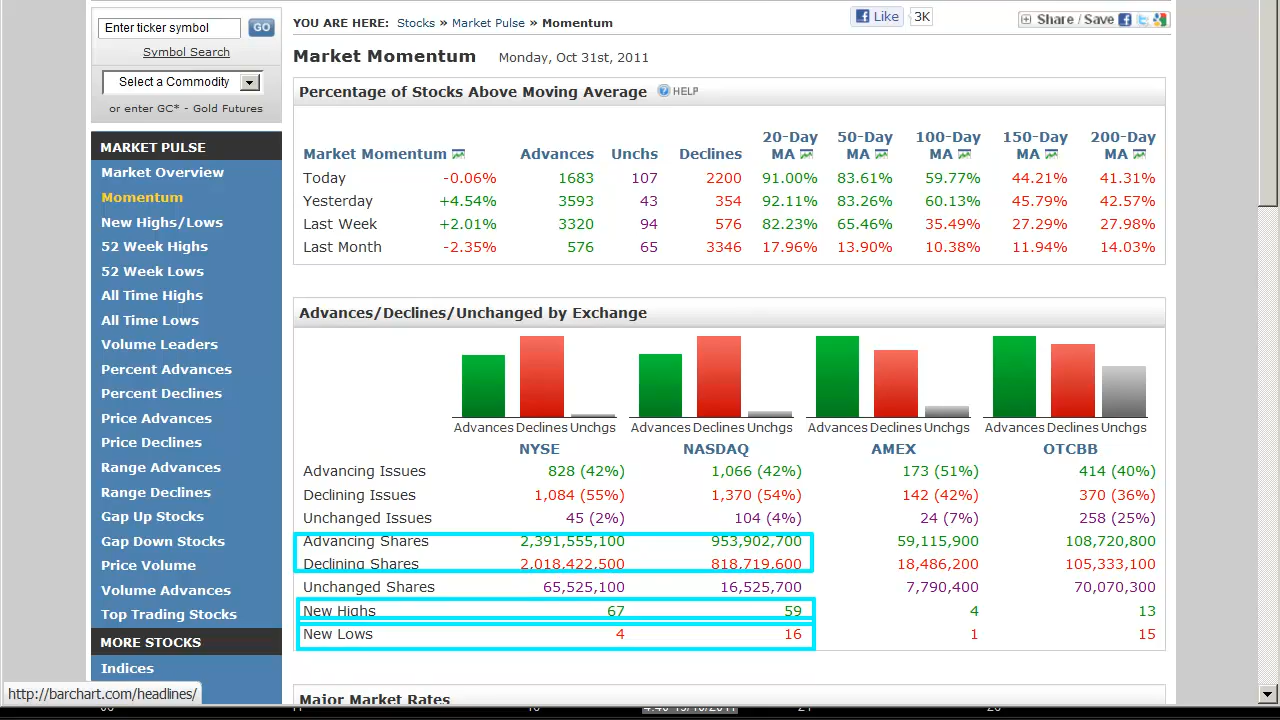 Enter ticker symbol GO
Symbol Search
Select a Commodity
or enter GC* - Gold Futures
MARKET PULSE
Market Overview
Momentum
New Highs/Lows
52 Week Highs
52 Week Lows
All Time Highs
All Time Lows
Volume Leaders
Percent Advances
Percent Declines
Price Advances
Price Declines
Range Advances
Range Declines
Gap Up Stocks
Gap Down Stocks
Price Volume
Volume Advances
Top Trading Stocks
MORE STOCKS
Indices
http://barchart.com/headlines/
YOU ARE HERE: Stocks » Market Pulse » Momentum
Like 3K
Share / Save
Market Momentum Monday, Oct 31st, 2011
Percentage of Stocks Above Moving Average HELP
Market Momentum Advances Unchs Declines 20-Day MA 50-Day MA 100-Day MA 150-Day MA 200-Day MA
Today -0.06% 1683 107 2200 91.00% 83.61% 59.77% 44.21% 41.31%
Yesterday +4.54% 3593 43 354 92.11% 83.26% 60.13% 45.79% 42.57%
Last Week +2.01% 3320 94 576 82.23% 65.46% 35.49% 27.29% 27.98%
Last Month -2.35% 576 65 3346 17.96% 13.90% 10.38% 11.94% 14.03%
Advances/Declines/Unchanged by Exchange
Advances Declines Unchgs Advances Declines Unchgs Advances Declines Unchgs Advances Declines Unchgs
NYSE NASDAQ AMEX OTCBB
Advancing Issues 828 (42%) 1,066 (42%) 173 (51%) 414 (40%)
Declining Issues 1,084 (55%) 1,370 (54%) 142 (42%) 370 (36%)
Unchanged Issues 45 (2%) 104 (4%) 24 (7%) 258 (25%)
Advancing Shares 2,391,555,100 953,902,700 59,115,900 108,720,800
Declining Shares 2,018,422,500 818,719,600 18,486,200 105,333,100
Unchanged Shares 65,525,100 16,525,700 7,790,400 70,070,300
New Highs 67 59 4 13
New Lows 4 16 1 15
Major Market Rates